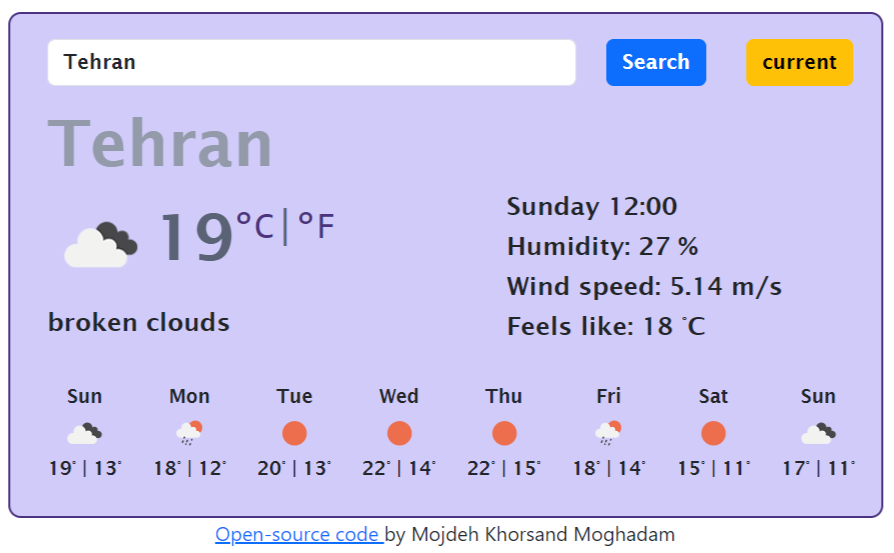 Tehran
Search
current
Tehran
19°C|°F
broken clouds
Sunday 12:00
Humidity: 27 %
Wind speed: 5.14 m/s
Feels like: 18 °C
Sun Mon Tue Wed Thu Fri Sat Sun
19° | 13° 18° | 12° 20° | 13° 22° | 14° 22° | 15° 18° | 14° 15° | 11° 17° | 11°
Open-source code by Mojdeh Khorsand Moghadam